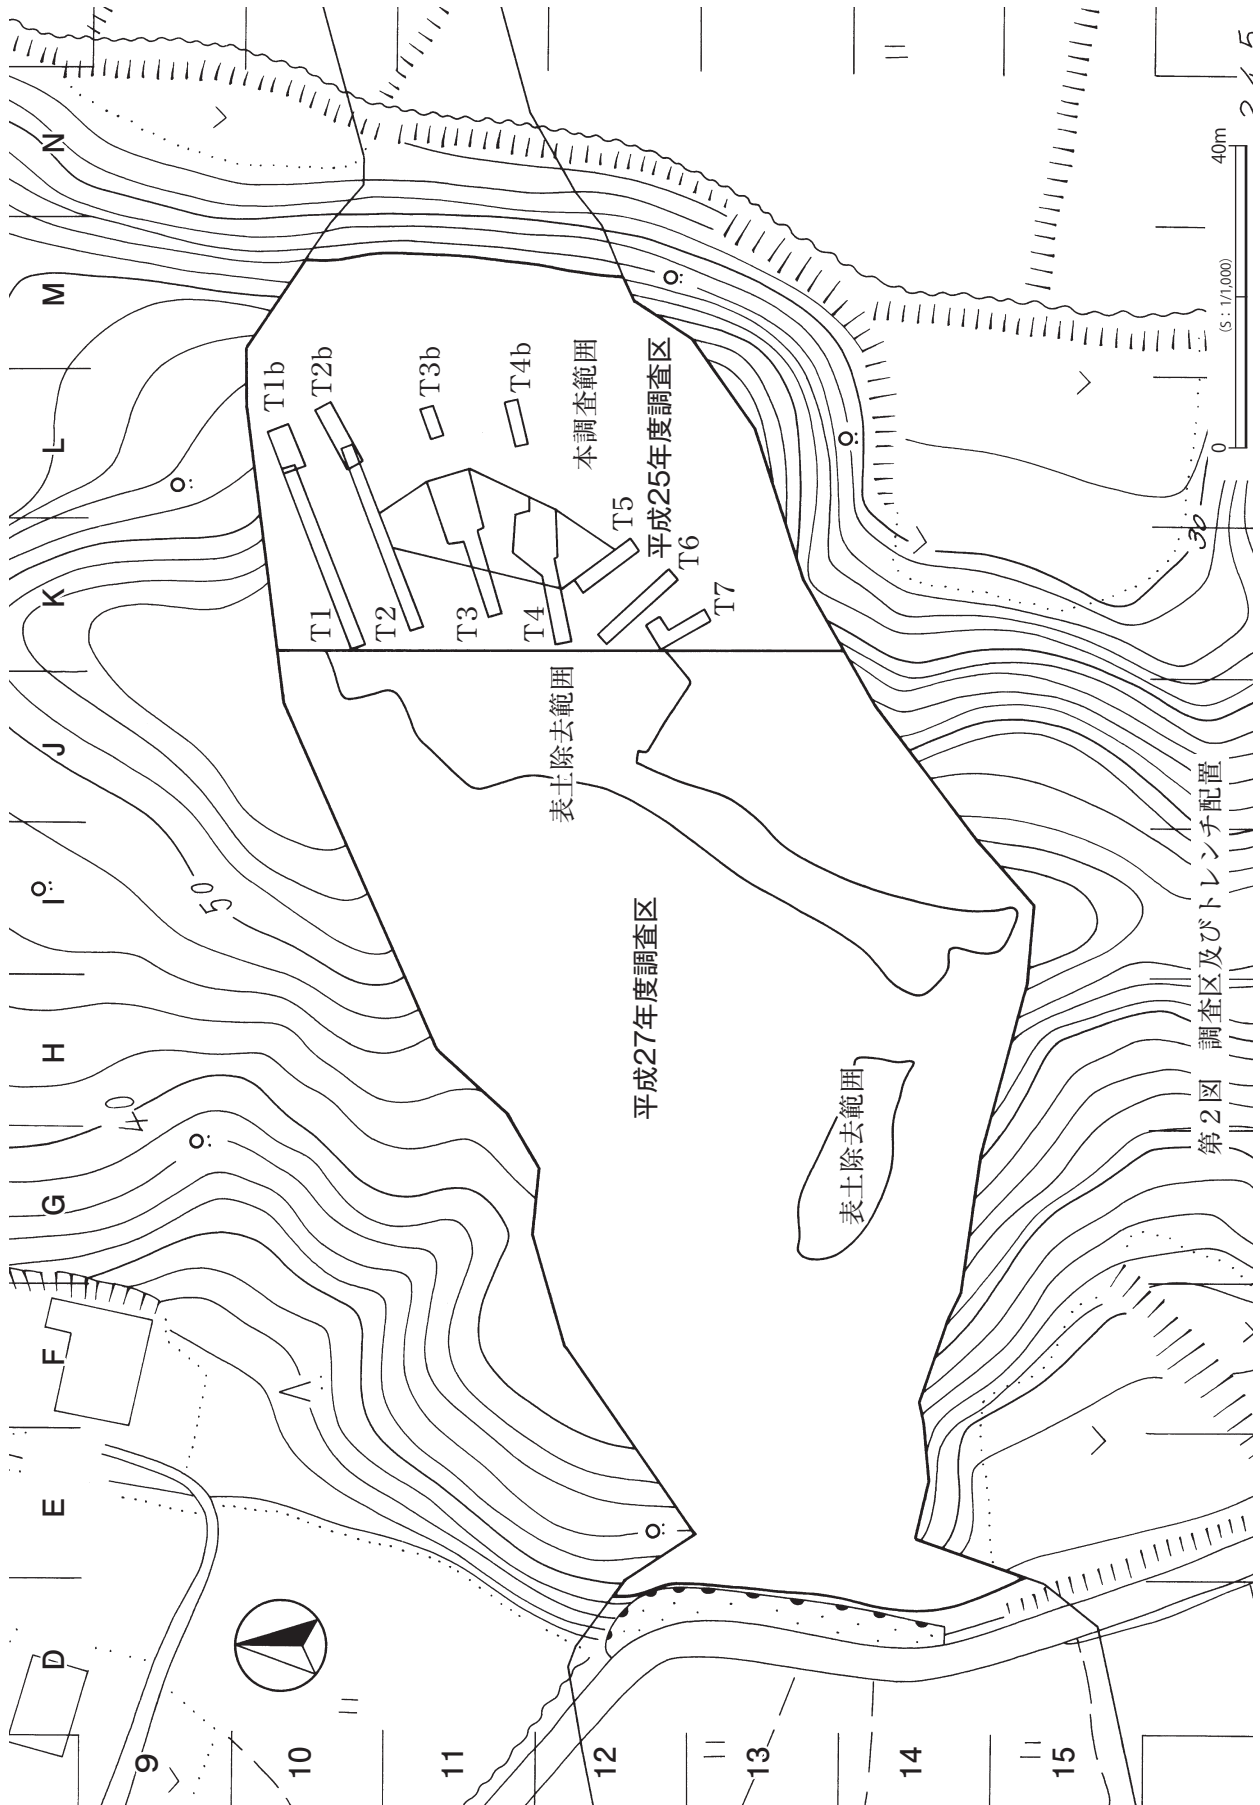 N
M
L
K
J
I
H
G
F
E
D
9
10
11
12
13
14
15
T1b
T2b
T3b
T4b
本調査範囲
平成25年度調査区
T1
T2
T3
T4
T5
T6
T7
表土除去範囲
平成27年度調査区
表土除去範囲
50
40
30
0
40m
(S: 1/1,000)
第2図 調査区及びトレンチ配置